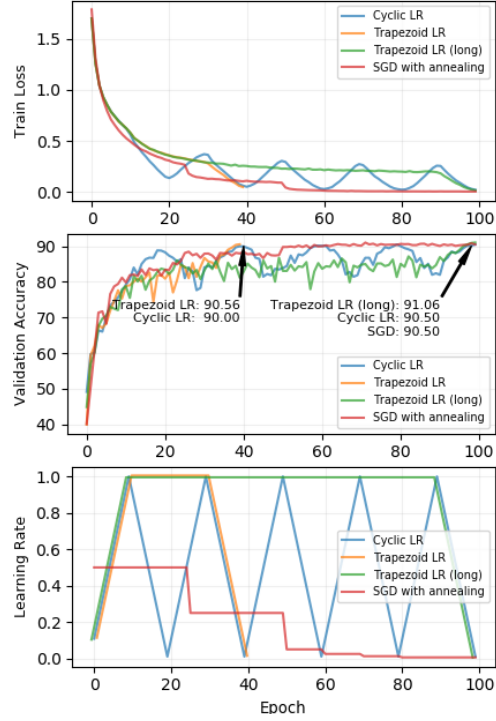 Train Loss
1.5
1.0
0.5
0.0
Cyclic LR
Trapezoid LR
Trapezoid LR (long)
SGD with annealing
0 20 40 60 80 100
Validation Accuracy
90
80
70
60
50
40
Trapezoid LR: 90.56
Cyclic LR: 90.00
Trapezoid LR (long): 91.06
Cyclic LR: 90.50
SGD: 90.50
Cyclic LR
Trapezoid LR
Trapezoid LR (long)
SGD with annealing
0 20 40 60 80 100
Learning Rate
1.0
0.8
0.6
0.4
0.2
0.0
Cyclic LR
Trapezoid LR
Trapezoid LR (long)
SGD with annealing
0 20 40 60 80 100
Epoch